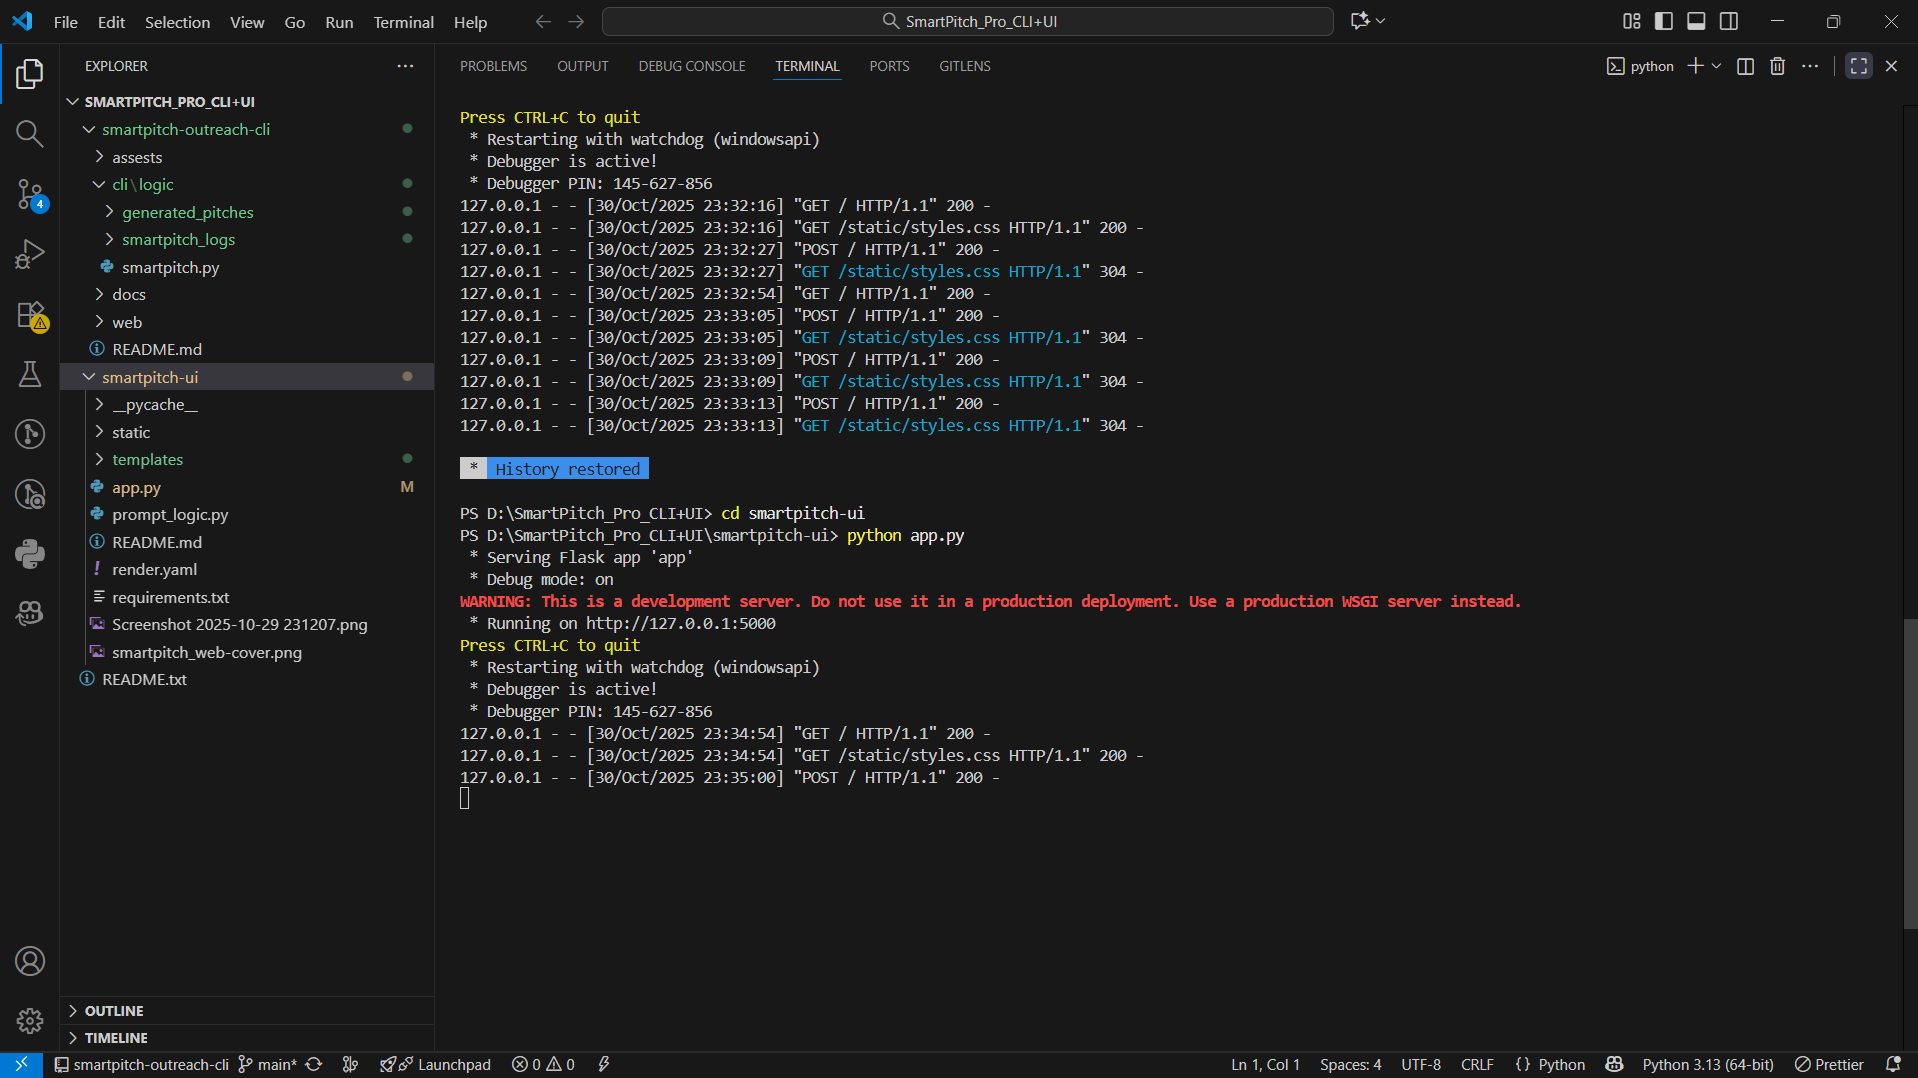 File Edit Selection View Go Run Terminal Help
SmartPitch_Pro_CLI+UI
EXPLORER
SMARTPITCH_PRO_CLI+UI
smartpitch-outreach-cli
assests
cli\logic
generated_pitches
smartpitch_logs
smartpitch.py
docs
web
README.md
smartpitch-ui
__pycache__
static
templates
app.py M
prompt_logic.py
README.md
render.yaml
requirements.txt
Screenshot 2025-10-29 231207.png
smartpitch_web-cover.png
README.txt
OUTLINE
TIMELINE
4
PROBLEMS OUTPUT DEBUG CONSOLE TERMINAL PORTS GITLENS
python
Press CTRL+C to quit
* Restarting with watchdog (windowsapi)
* Debugger is active!
* Debugger PIN: 145-627-856
127.0.0.1 - - [30/Oct/2025 23:32:16] "GET / HTTP/1.1" 200 -
127.0.0.1 - - [30/Oct/2025 23:32:16] "GET /static/styles.css HTTP/1.1" 200 -
127.0.0.1 - - [30/Oct/2025 23:32:27] "POST / HTTP/1.1" 200 -
127.0.0.1 - - [30/Oct/2025 23:32:27] "GET /static/styles.css HTTP/1.1" 304 -
127.0.0.1 - - [30/Oct/2025 23:32:54] "GET / HTTP/1.1" 200 -
127.0.0.1 - - [30/Oct/2025 23:33:05] "POST / HTTP/1.1" 200 -
127.0.0.1 - - [30/Oct/2025 23:33:05] "GET /static/styles.css HTTP/1.1" 304 -
127.0.0.1 - - [30/Oct/2025 23:33:09] "POST / HTTP/1.1" 200 -
127.0.0.1 - - [30/Oct/2025 23:33:09] "GET /static/styles.css HTTP/1.1" 304 -
127.0.0.1 - - [30/Oct/2025 23:33:13] "POST / HTTP/1.1" 200 -
127.0.0.1 - - [30/Oct/2025 23:33:13] "GET /static/styles.css HTTP/1.1" 304 -
* History restored
PS D:\SmartPitch_Pro_CLI+UI> cd smartpitch-ui
PS D:\SmartPitch_Pro_CLI+UI\smartpitch-ui> python app.py
* Serving Flask app 'app'
* Debug mode: on
WARNING: This is a development server. Do not use it in a production deployment. Use a production WSGI server instead.
* Running on http://127.0.0.1:5000
Press CTRL+C to quit
* Restarting with watchdog (windowsapi)
* Debugger is active!
* Debugger PIN: 145-627-856
127.0.0.1 - - [30/Oct/2025 23:34:54] "GET / HTTP/1.1" 200 -
127.0.0.1 - - [30/Oct/2025 23:34:54] "GET /static/styles.css HTTP/1.1" 200 -
127.0.0.1 - - [30/Oct/2025 23:35:00] "POST / HTTP/1.1" 200 -
smartpitch-outreach-cli main* Launchpad 0 0 Ln 1, Col 1 Spaces: 4 UTF-8 CRLF {} Python Python 3.13 (64-bit) Prettier